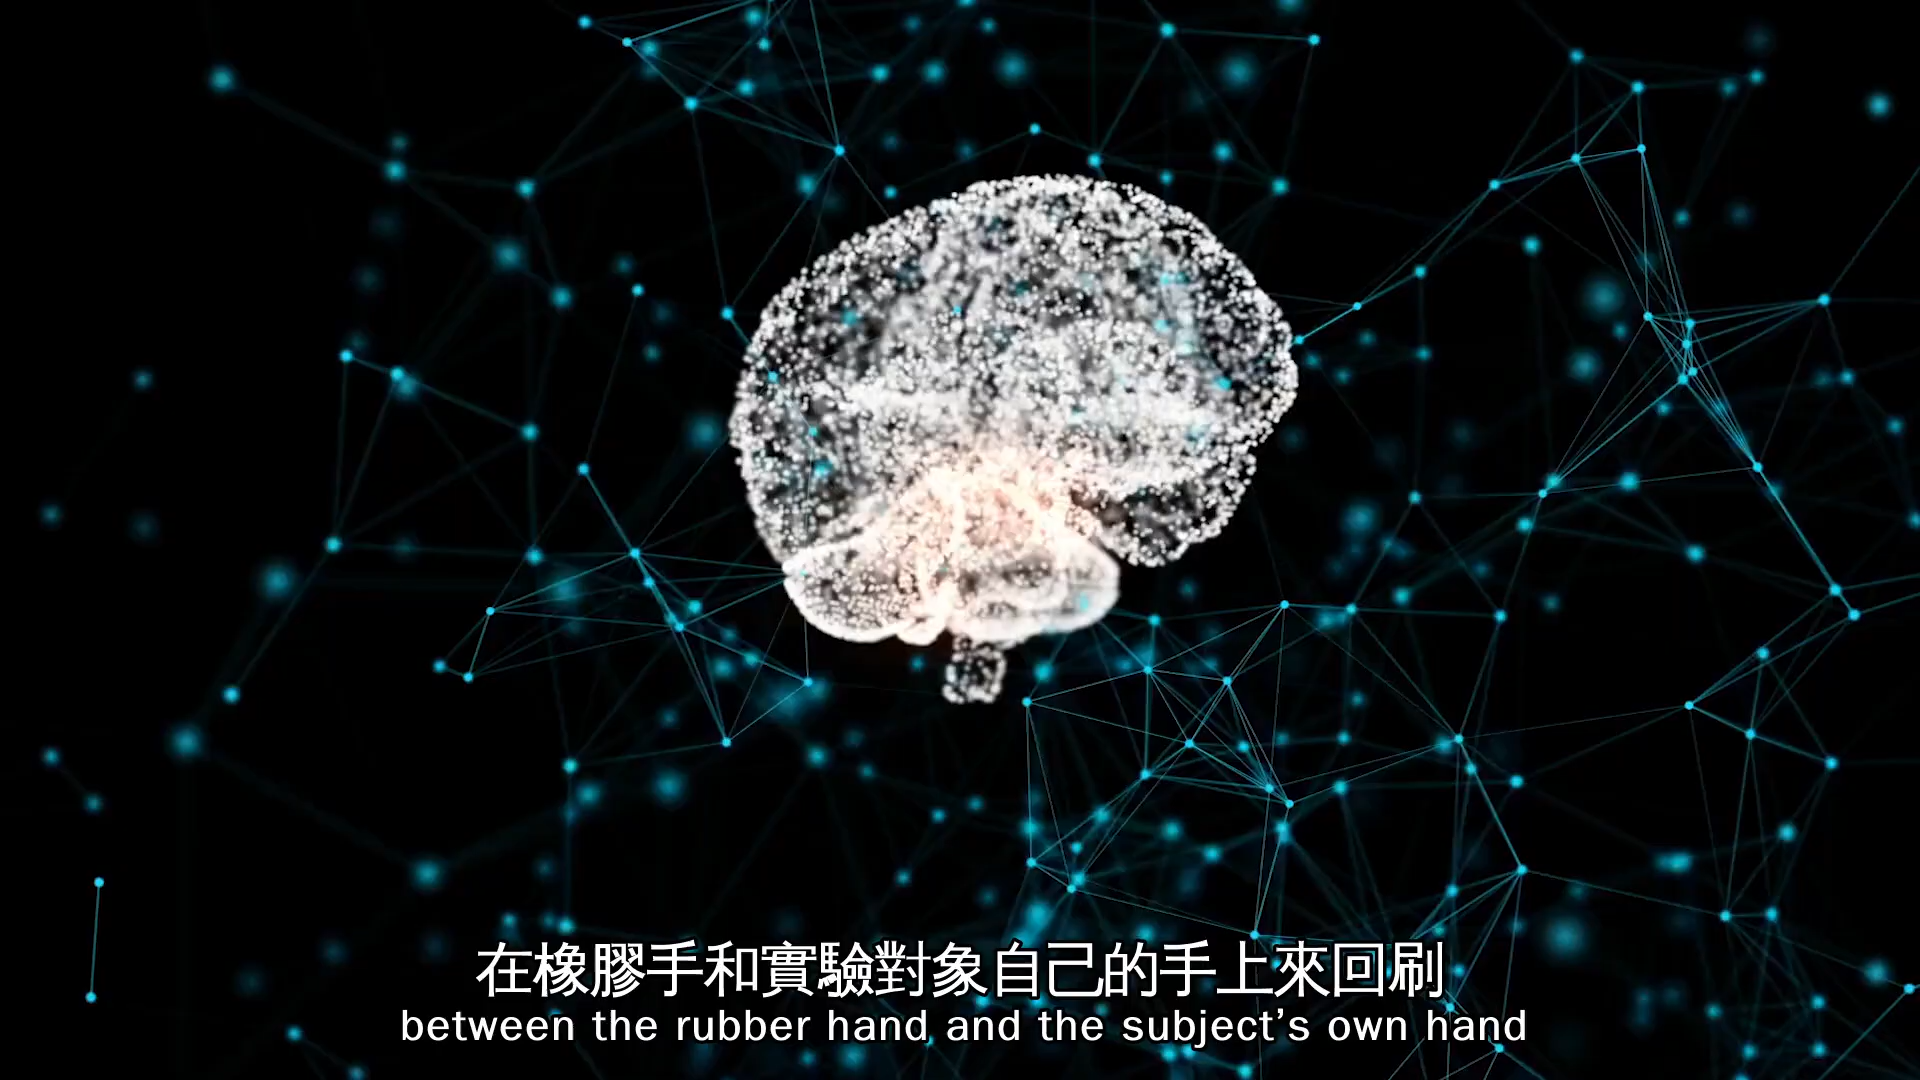 在橡膠手和實驗對象自己的手上來回刷
between the rubber hand and the subject's own hand